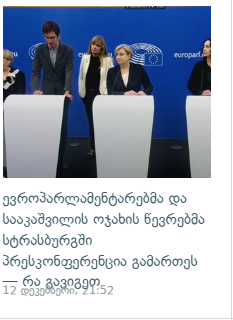 europarl.
ევროპარლამენტარებმა და
სააკაშვილის ოჯახის წევრებმა
სტრასბურგში
პრესკონფერენცია გამართეს
— რა გავიგეთ
12 დეკემბერი, 21:52